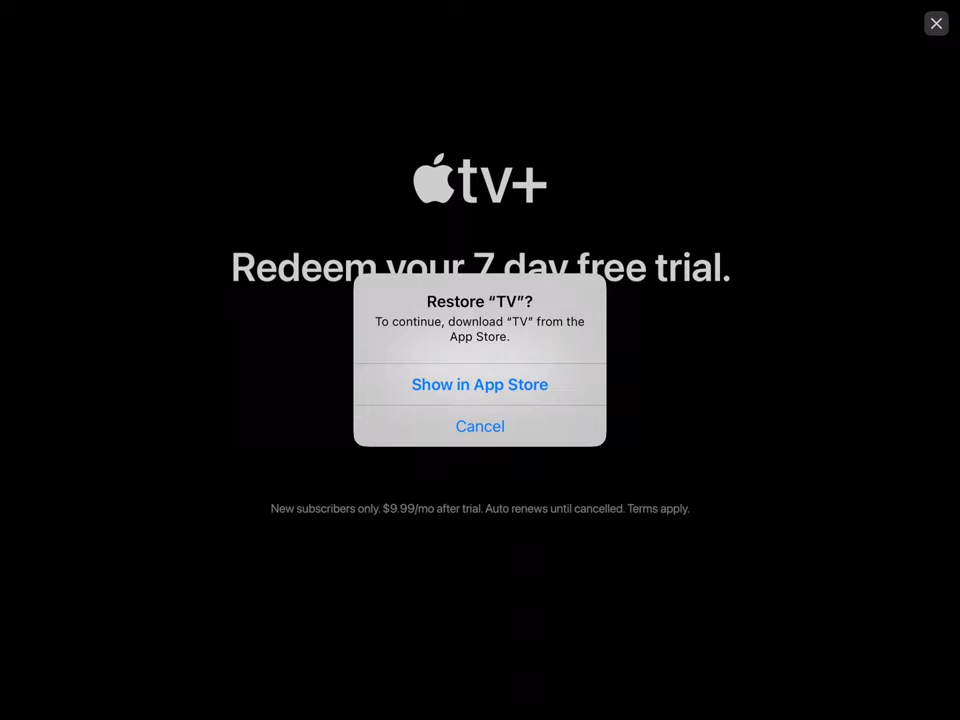 tv+
Redeem your 7 day free trial.
Restore “TV”?
To continue, download “TV” from the
App Store.
Show in App Store
Cancel
New subscribers only. $9.99/mo after trial. Auto renews until cancelled. Terms apply.